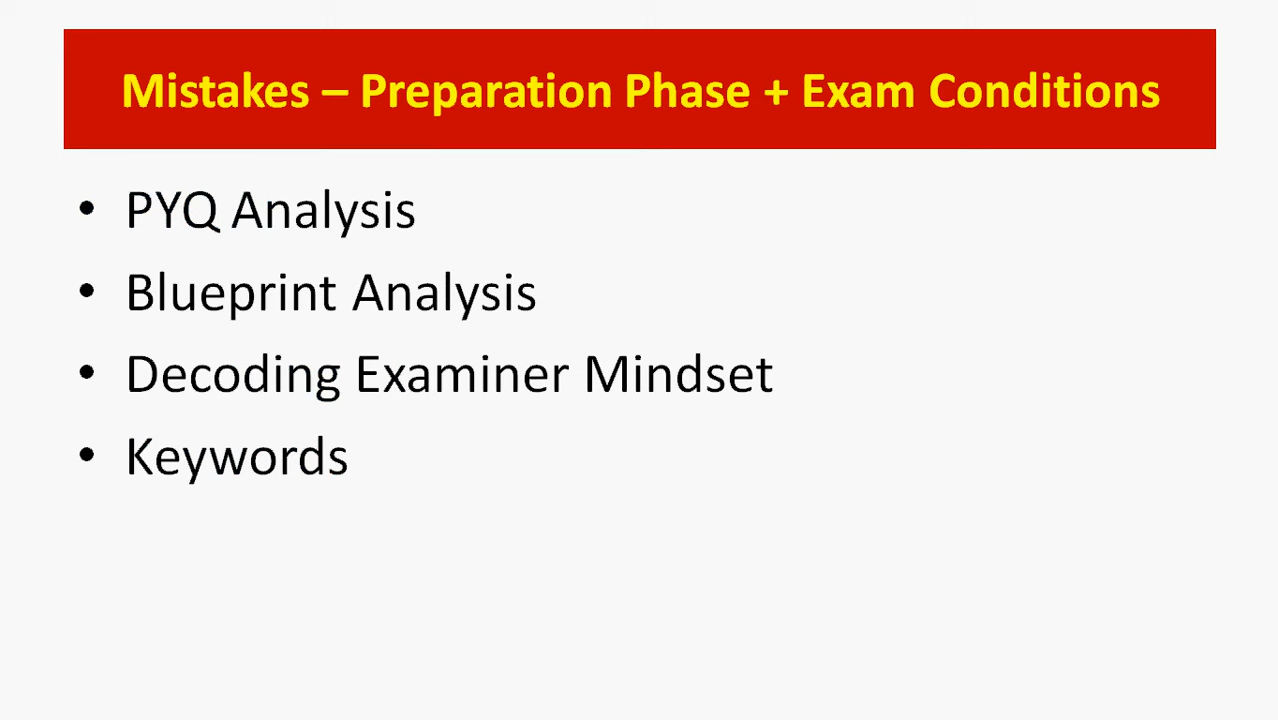 Mistakes – Preparation Phase + Exam Conditions
• PYQ Analysis
• Blueprint Analysis
• Decoding Examiner Mindset
• Keywords